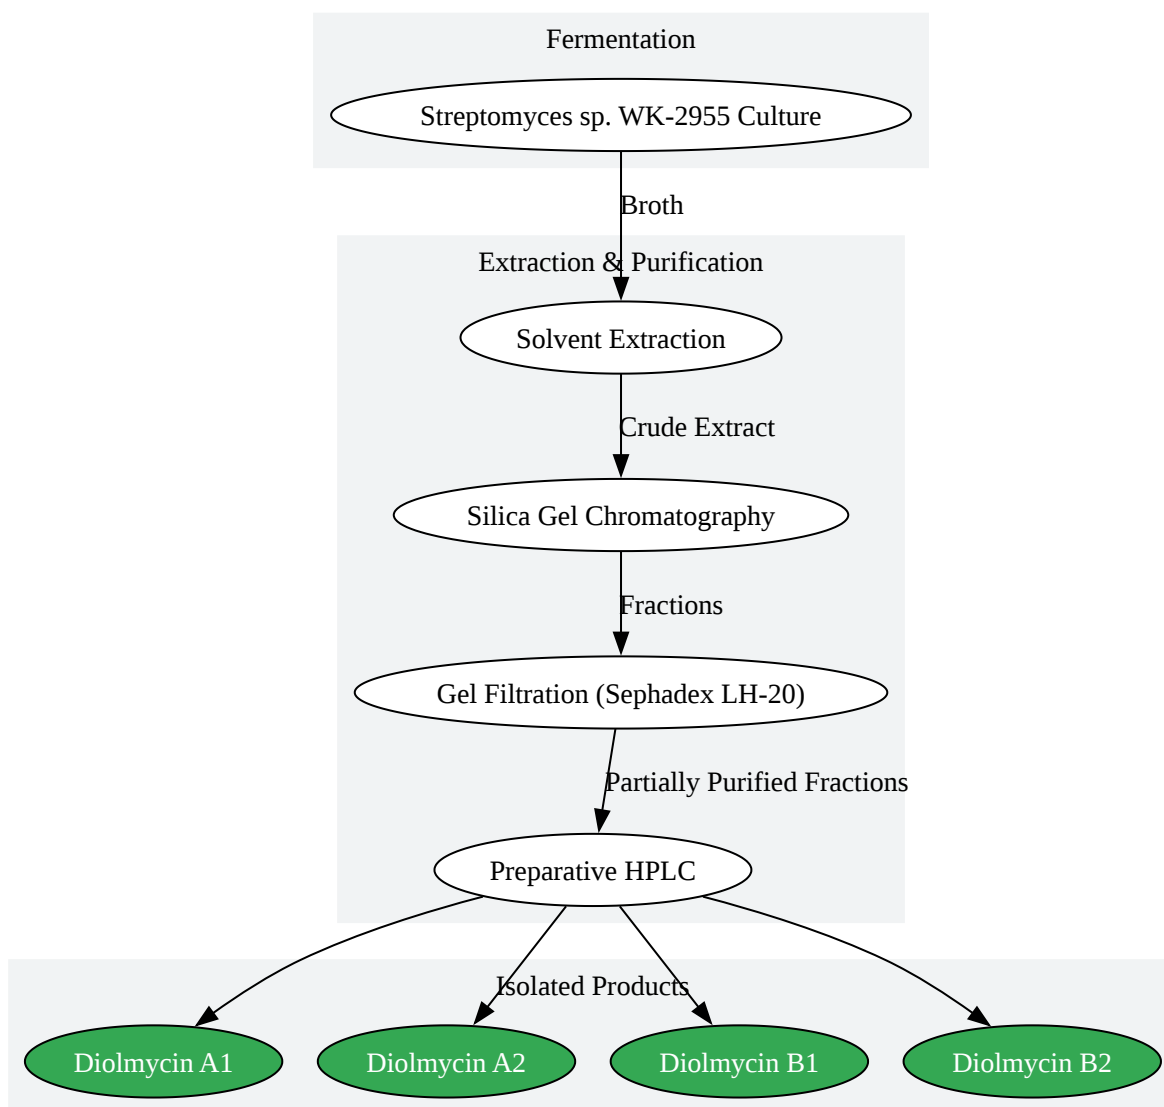 Fermentation
Streptomyces sp. WK-2955 Culture
Broth
Extraction & Purification
Solvent Extraction
Crude Extract
Silica Gel Chromatography
Fractions
Gel Filtration (Sephadex LH-20)
Partially Purified Fractions
Preparative HPLC
Isolated Products
Diolmycin A1
Diolmycin A2
Diolmycin B1
Diolmycin B2